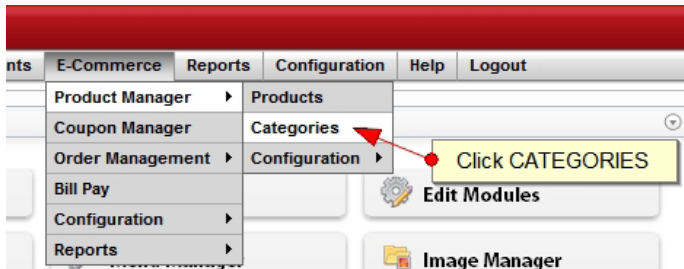 nts E-Commerce Reports Configuration Help Logout
Product Manager Products
Coupon Manager Categories
Order Management Configuration Click CATEGORIES
Bill Pay Edit Modules
Configuration
Reports
Manager Image Manager